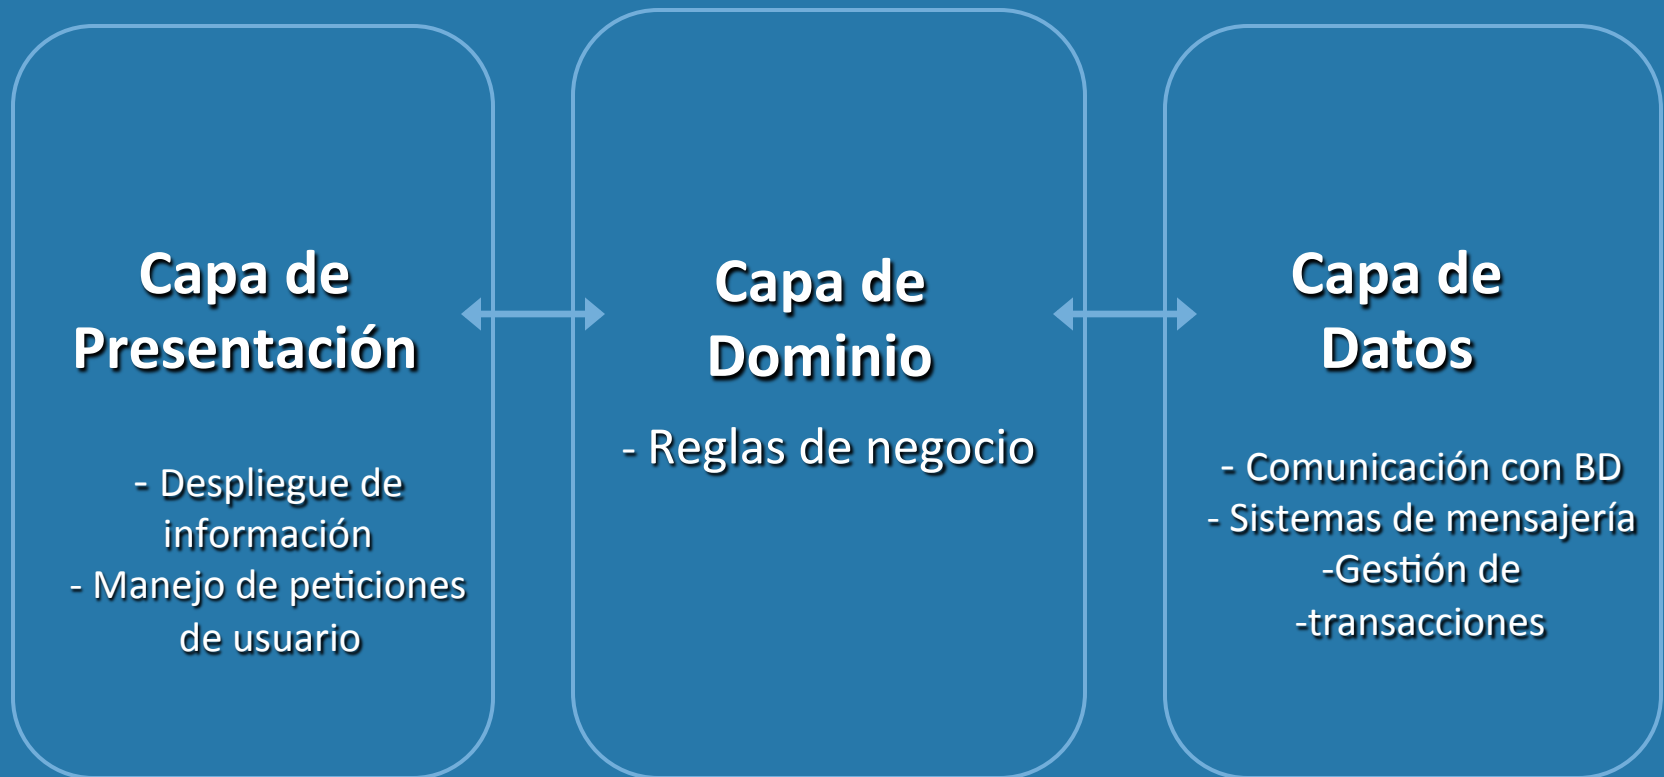 Capa de
Presentación
- Despliegue de
información
- Manejo de peticiones
de usuario
Capa de
Dominio
- Reglas de negocio
Capa de
Datos
- Comunicación con BD
- Sistemas de mensajería
-Gestión de
-transacciones